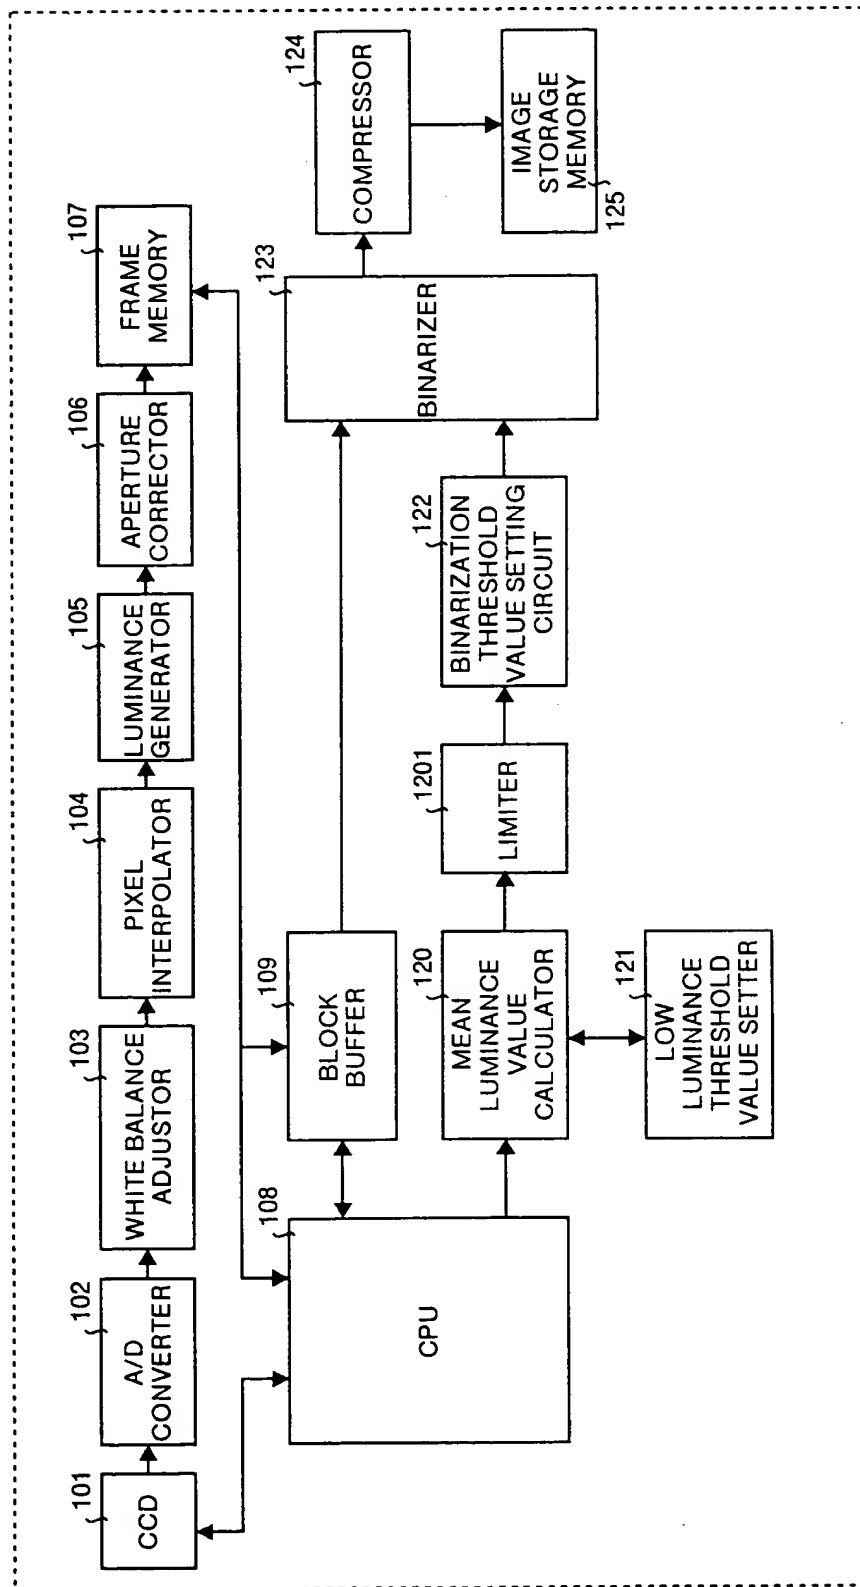 101
CCD
102
A/D
CONVERTER
103
WHITE BALANCE
ADJUSTOR
104
PIXEL
INTERPOLATOR
105
LUMINANCE
GENERATOR
106
APERTURE
CORRECTOR
107
FRAME
MEMORY
108
CPU
109
BLOCK
BUFFER
120
MEAN
LUMINANCE
VALUE
CALCULATOR
121
LOW
LUMINANCE
THRESHOLD
VALUE SETTER
1201
LIMITER
122
BINARIZATION
THRESHOLD
VALUE SETTING
CIRCUIT
123
BINARIZER
124
COMPRESSOR
IMAGE
STORAGE
MEMORY
125